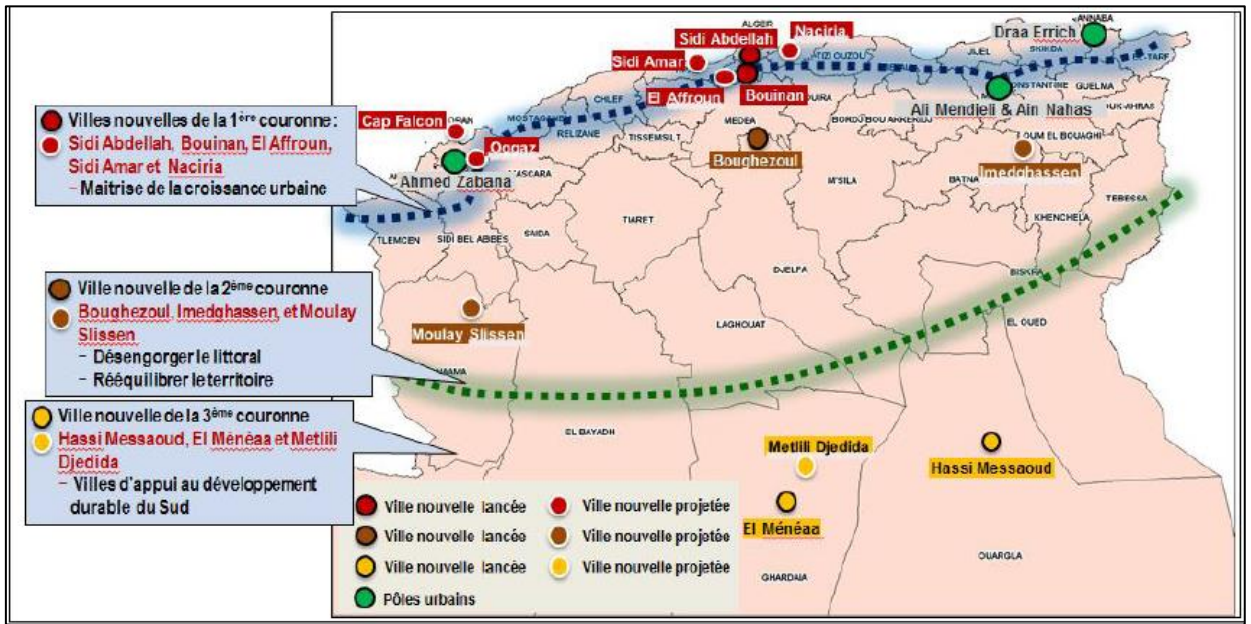 Villes nouvelles de la 1ère couronne :
Sidi Abdellah, Bouinan, El Affroun,
Sidi Amar et Naciria
– Maitrise de la croissance urbaine
Ville nouvelle de la 2ème couronne
Boughezoul, Imedghassen, et Moulay
Slissen
– Désengorger le littoral
– Rééquilibrer le territoire
Ville nouvelle de la 3ème couronne
Hassi Messaoud, El Ménéaa et Metlili
Djedida
– Villes d'appui au développement
durable du Sud
ALGER
Sidi Abdellah
Naciria
Draa Errich
ANNABA
Sidi Amar
TIZI OUZOU
JIJEL
SKIKDA
EL-TARF
El Affroun
Bouinan
CONSTANTINE
GUELMA
Ali Mendjeli & Ain Nahas
CHLEF
Cap Falcon
ORAN
MOSTAGANEM
RELIZANE
TISSEMSILT
MEDEA
BORDJ BOU ARRERIDJ
OUM EL BOUAGHI
Boughezoul
Imedghassen
Oggaz
Ahmed Zabana
MASCARA
M'SILA
BATNA
TEBESSA
KHENCHELA
TIARET
TLEMCEN
SIDI BEL ABBES
SAIDA
DJELFA
BISKRA
Moulay Slissen
LAGHOUAT
EL OUED
NAAMA
EL BAYADH
Metlili Djedida
Hassi Messaoud
El Ménéaa
OUARGLA
GHARDAIA
Ville nouvelle lancée
Ville nouvelle projetée
Ville nouvelle lancée
Ville nouvelle projetée
Ville nouvelle lancée
Ville nouvelle projetée
Pôles urbains